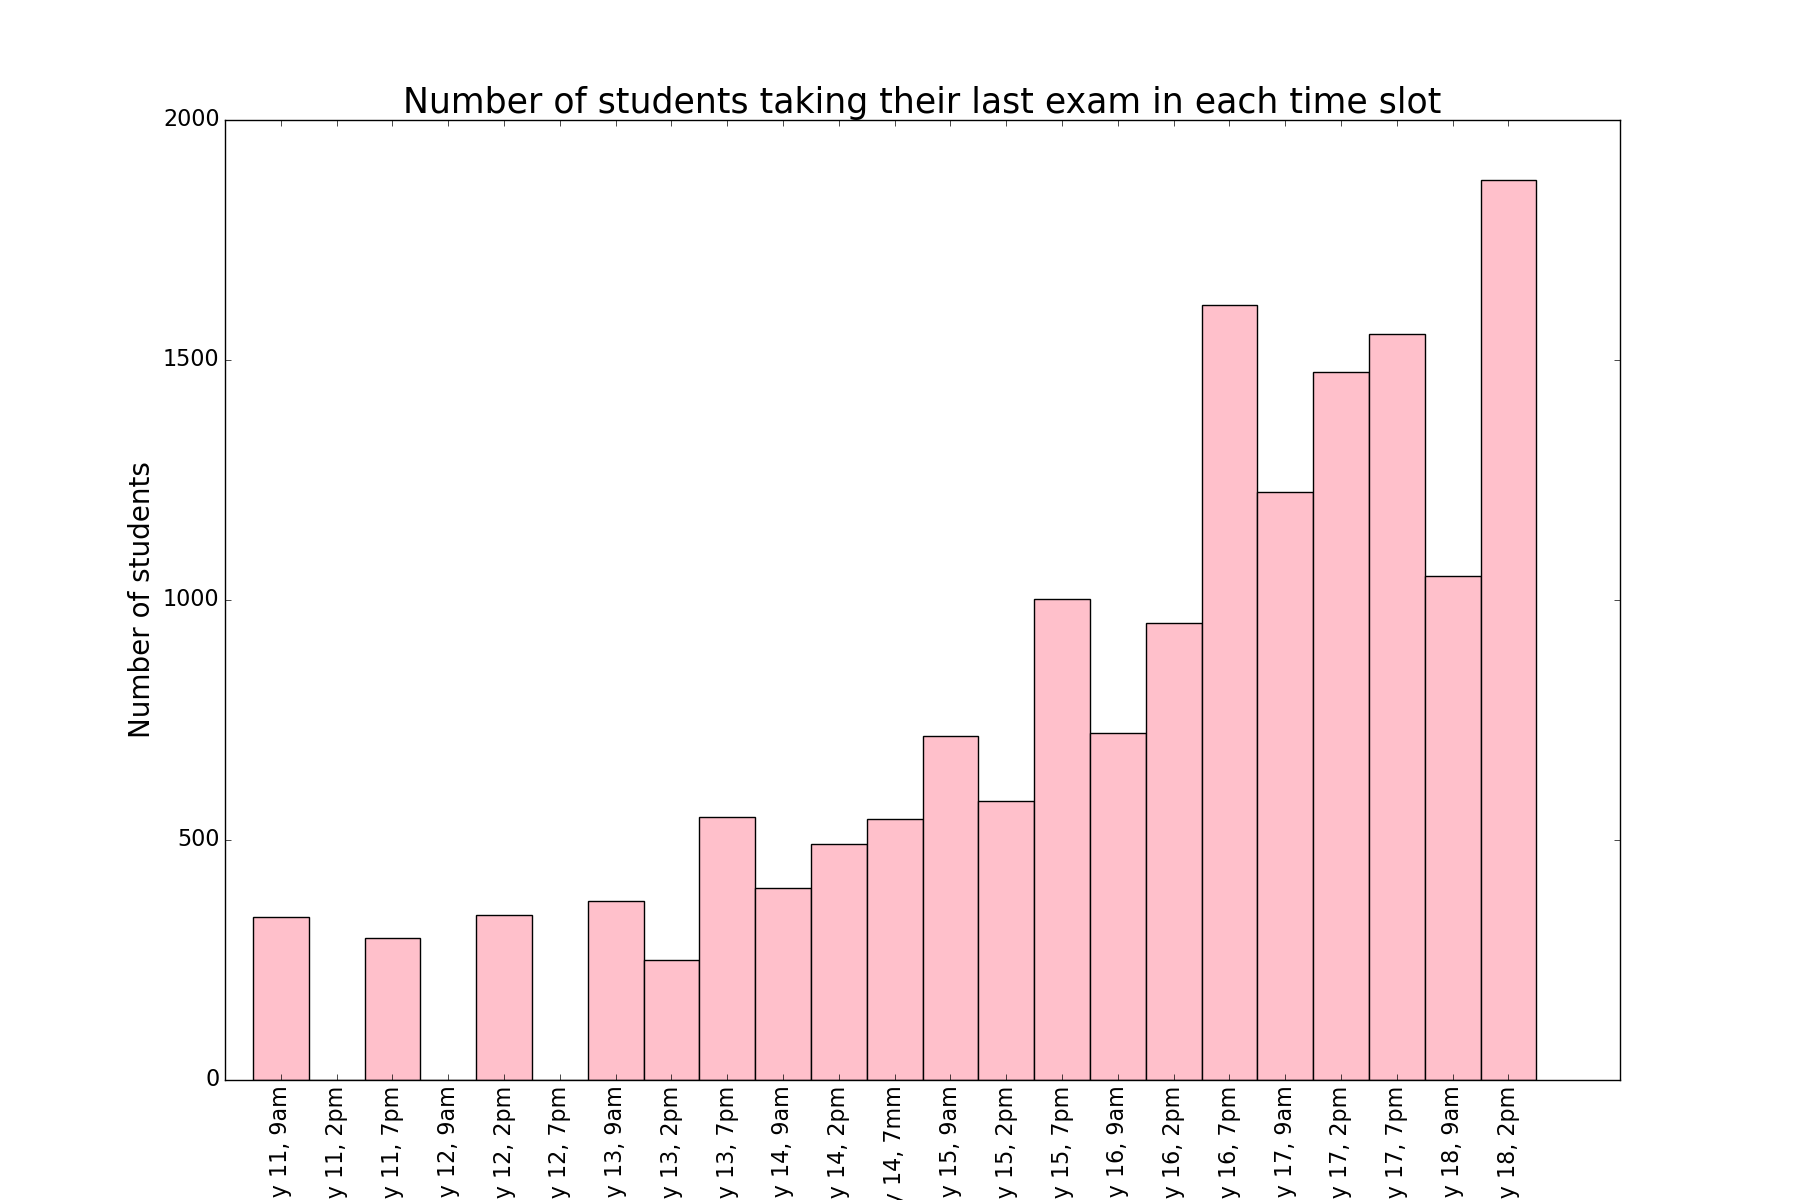 Number of students taking their last exam in each time slot
2000
1500
1000
500
0
Number of students
y 11, 9am
y 11, 2pm
y 11, 7pm
y 12, 9am
y 12, 2pm
y 12, 7pm
y 13, 9am
y 13, 2pm
y 13, 7pm
y 14, 9am
y 14, 2pm
y 14, 7mm
y 15, 9am
y 15, 2pm
y 15, 7pm
y 16, 9am
y 16, 2pm
y 16, 7pm
y 17, 9am
y 17, 2pm
y 17, 7pm
y 18, 9am
y 18, 2pm